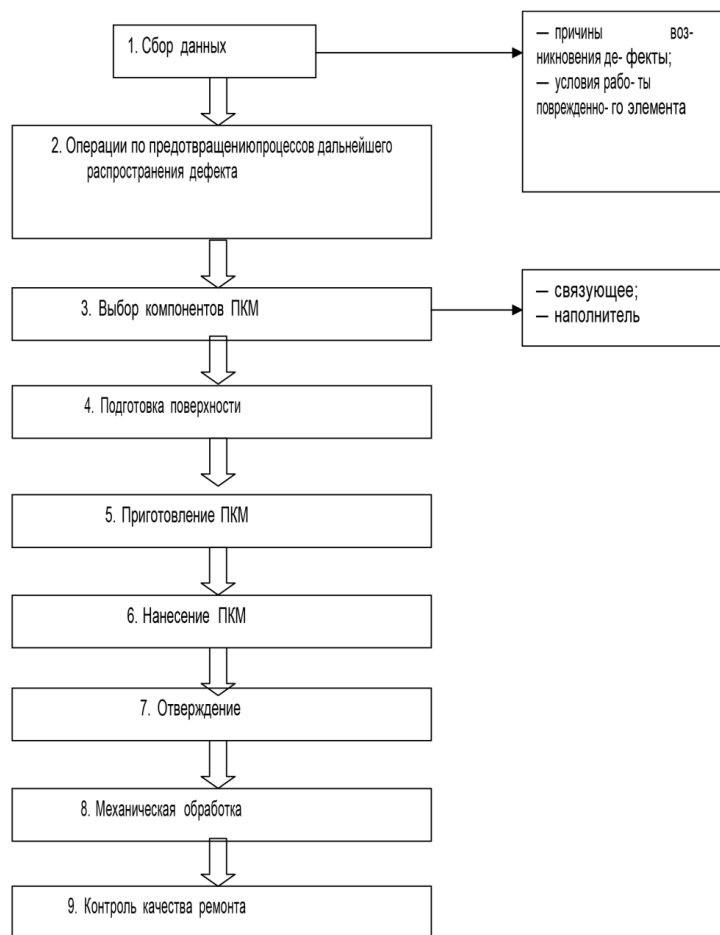 1. Сбор данных
— причины воз-
никновения де- фекты;
— условия рабо- ты
поврежденно- го элемента
2. Операции по предотвращениюпроцессов дальнейшего
распространения дефекта
3. Выбор компонентов ПКМ
— связующее;
— наполнитель
4. Подготовка поверхности
5. Приготовление ПКМ
6. Нанесение ПКМ
7. Отверждение
8. Механическая обработка
9. Контроль качества ремонта